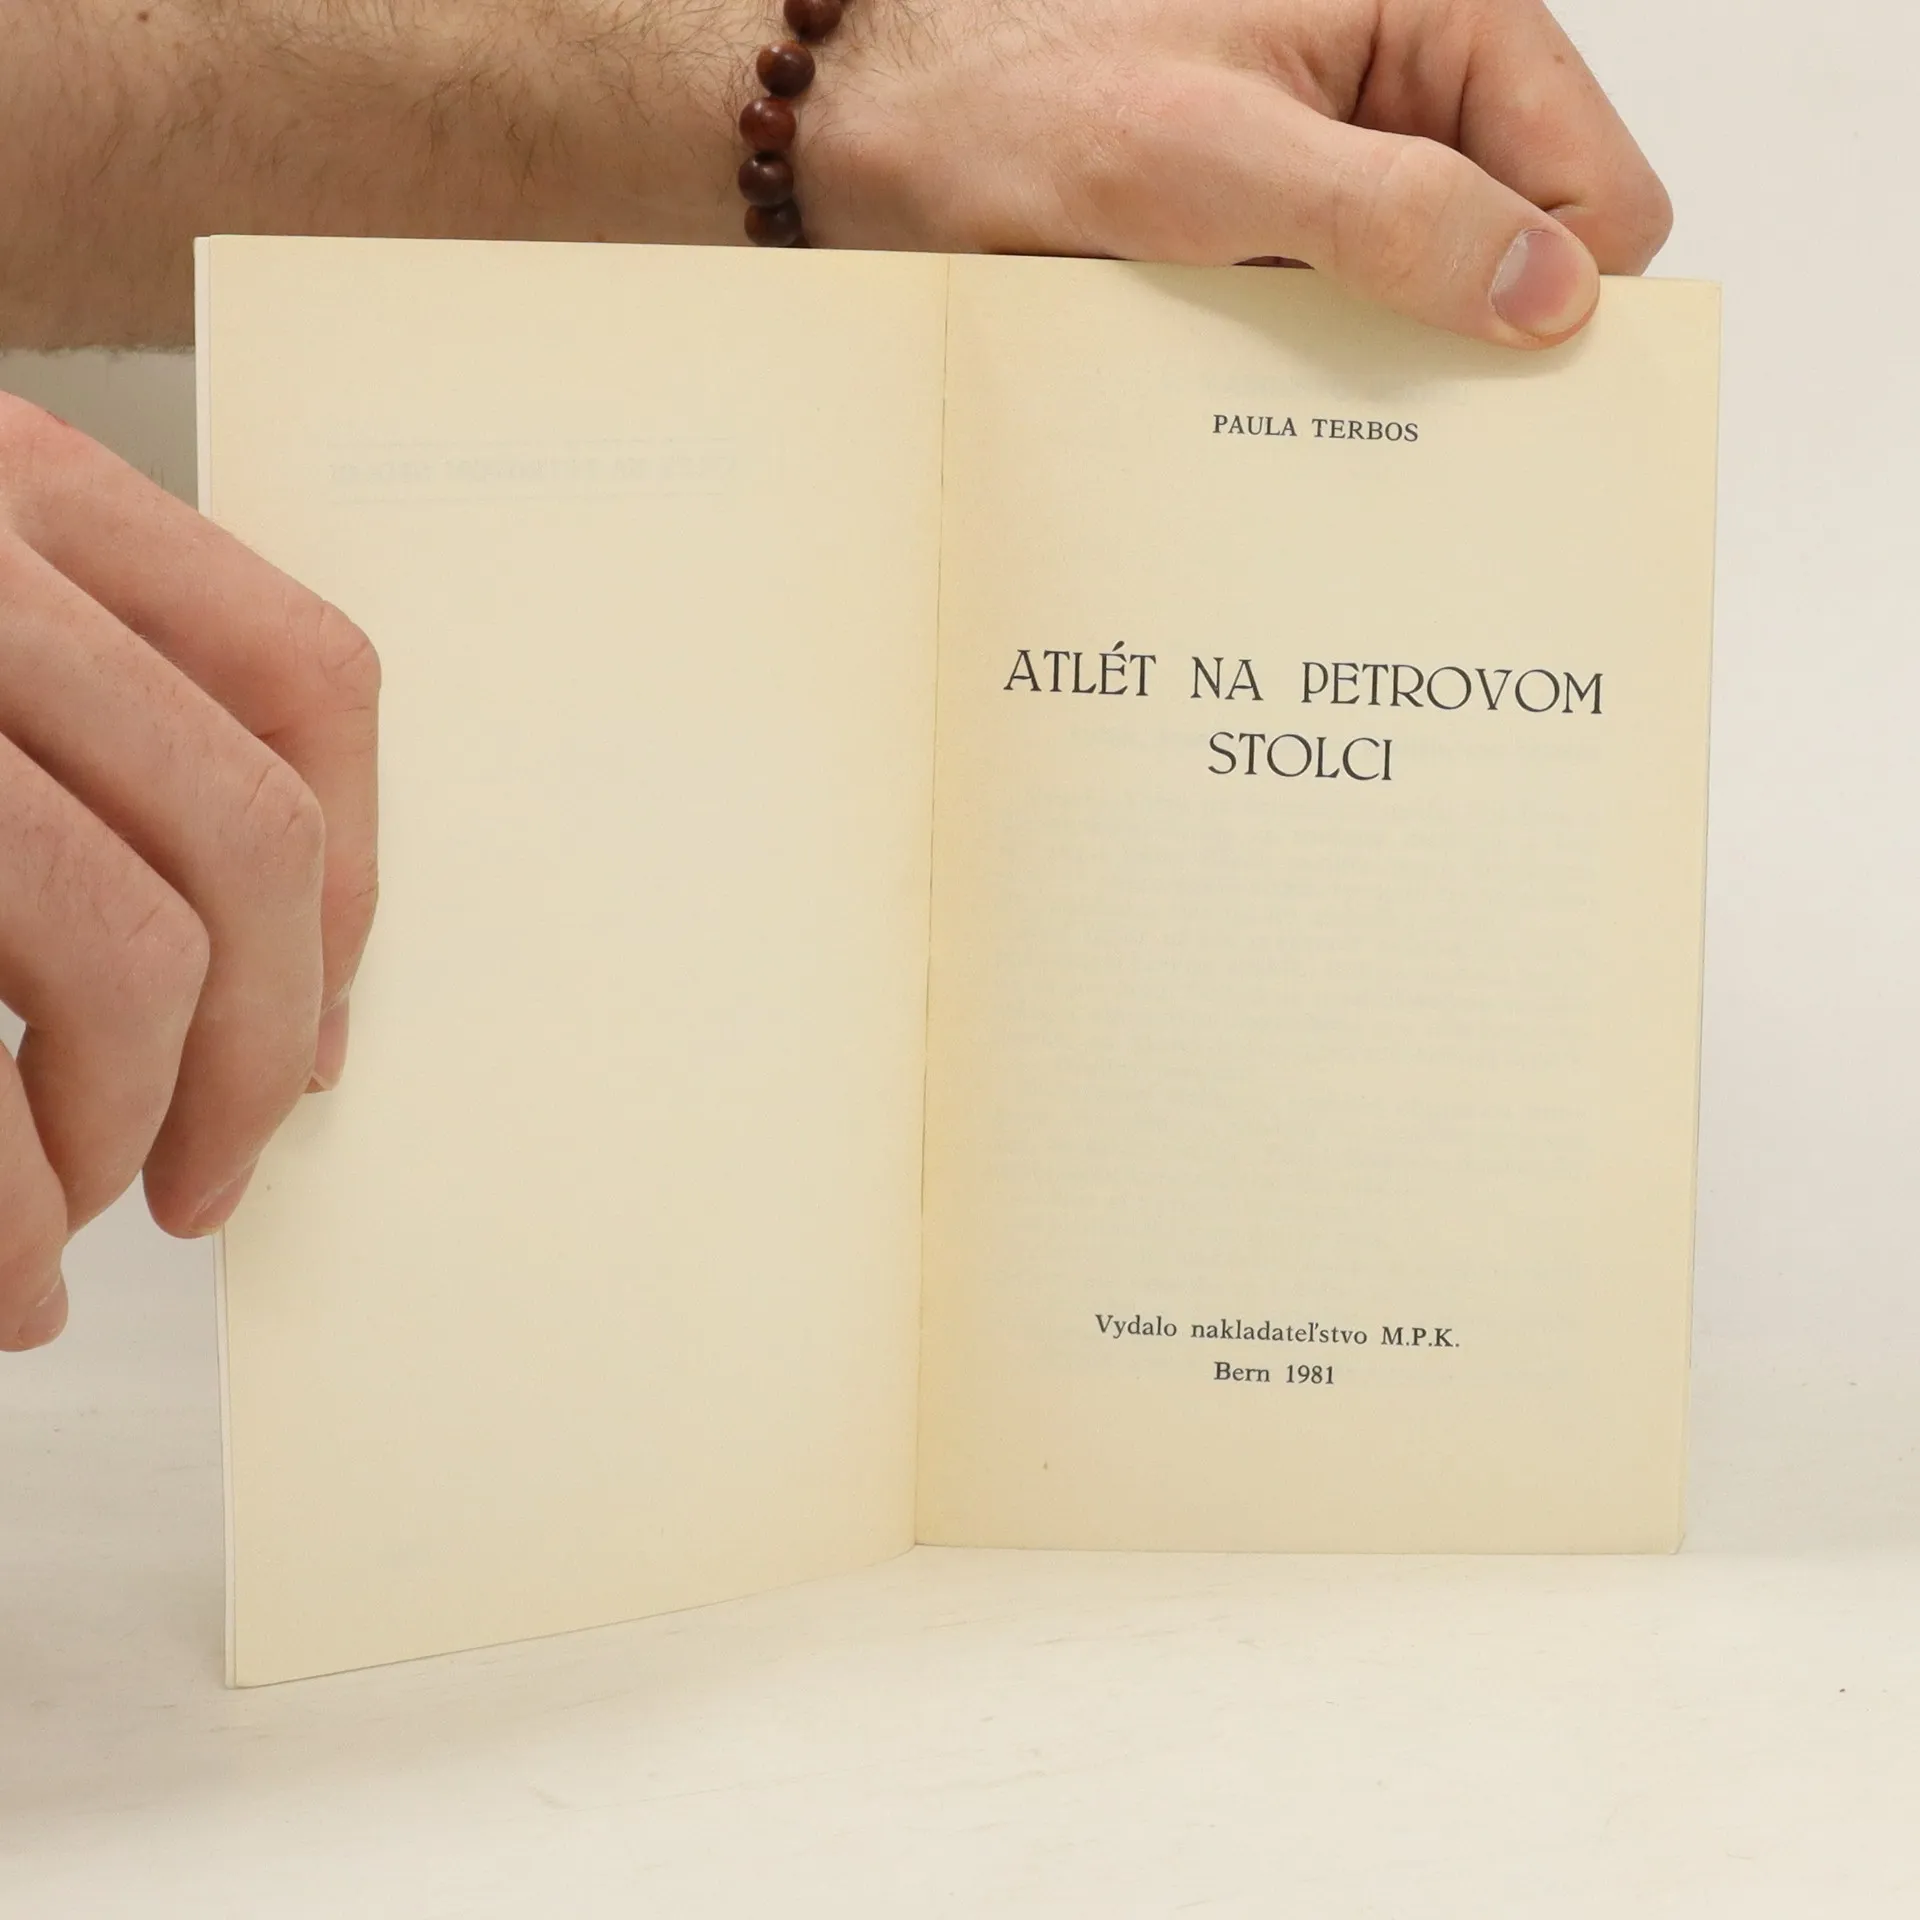 PAULA TERBOS
ATLÉT NA PETROVOM
STOLCI
Vydalo nakladateľstvo M.P.K.
Bern 1981